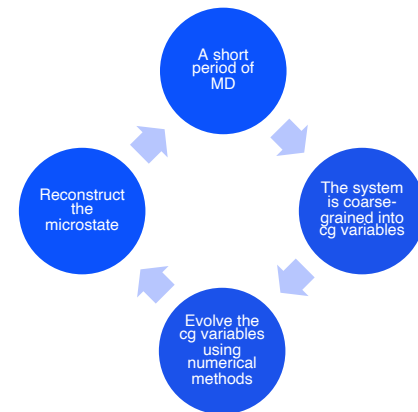 A short
period of
MD
The system
is coarse-
grained into
cg variables
Evolve the
cg variables
using
numerical
methods
Reconstruct
the
microstate